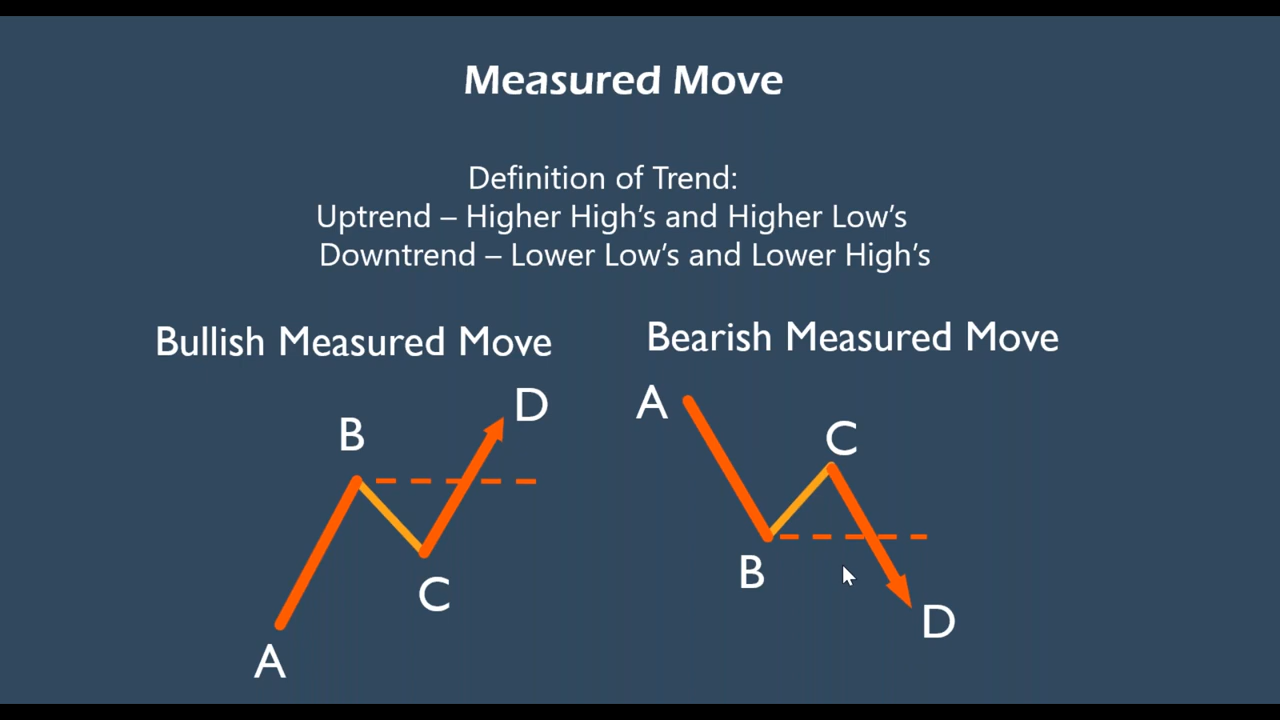 Measured Move
Definition of Trend:
Uptrend – Higher High's and Higher Low's
Downtrend – Lower Low's and Lower High's
Bullish Measured Move
A
B
C
D
Bearish Measured Move
A
B
C
D